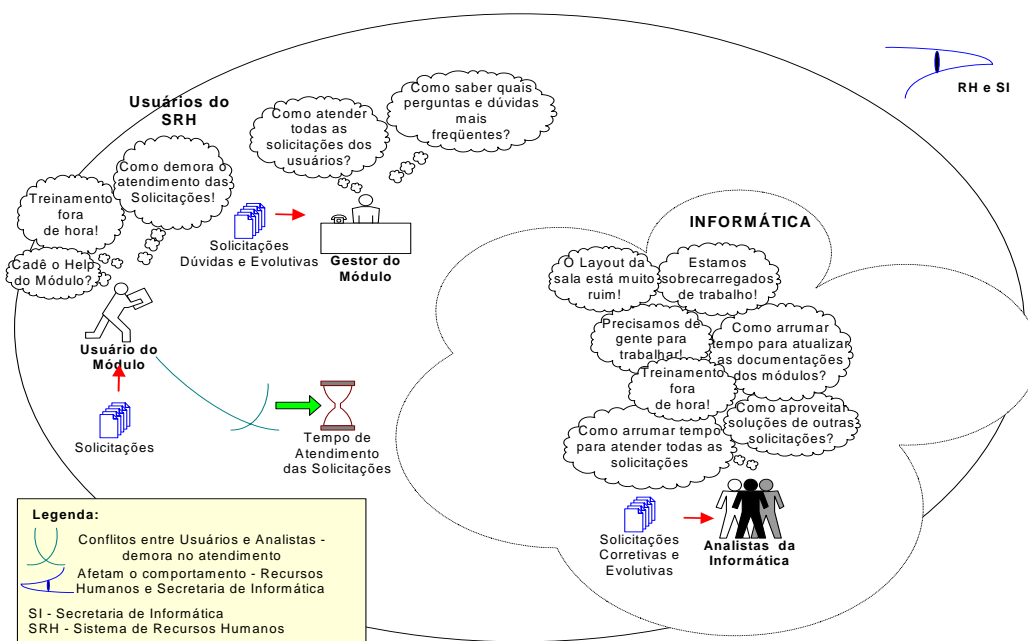 Usuários do
SRH
Como saber quais
perguntas e dúvidas
mais
freqüentes?
RH e SI
Como atender
todas as
solicitações dos
usuários?
Como demora o
atendimento das
Solicitações!
Treinamento
fora
de hora!
Cadê o Help
do Módulo?
Solicitações
Dúvidas e Evolutivas
Gestor do
Módulo
Usuário do
Módulo
Solicitações
Tempo de
Atendimento
das Solicitações
INFORMÁTICA
O Layout da
sala está muito
ruim!
Estamos
sobrecarregados
de trabalho!
Precisamos de
gente para
trabalhar!
Como arrumar
tempo para atualizar
as documentações
dos módulos?
Treinamento
fora
de hora!
Como aproveitar
soluções de outras
solicitações?
Como arrumar tempo
para atender todas as
solicitações
Solicitações
Corretivas e
Evolutivas
Analistas da
Informática
Legenda:
Conflitos entre Usuários e Analistas -
demora no atendimento
Afetam o comportamento - Recursos
Humanos e Secretaria de Informática
SI - Secretaria de Informática
SRH - Sistema de Recursos Humanos